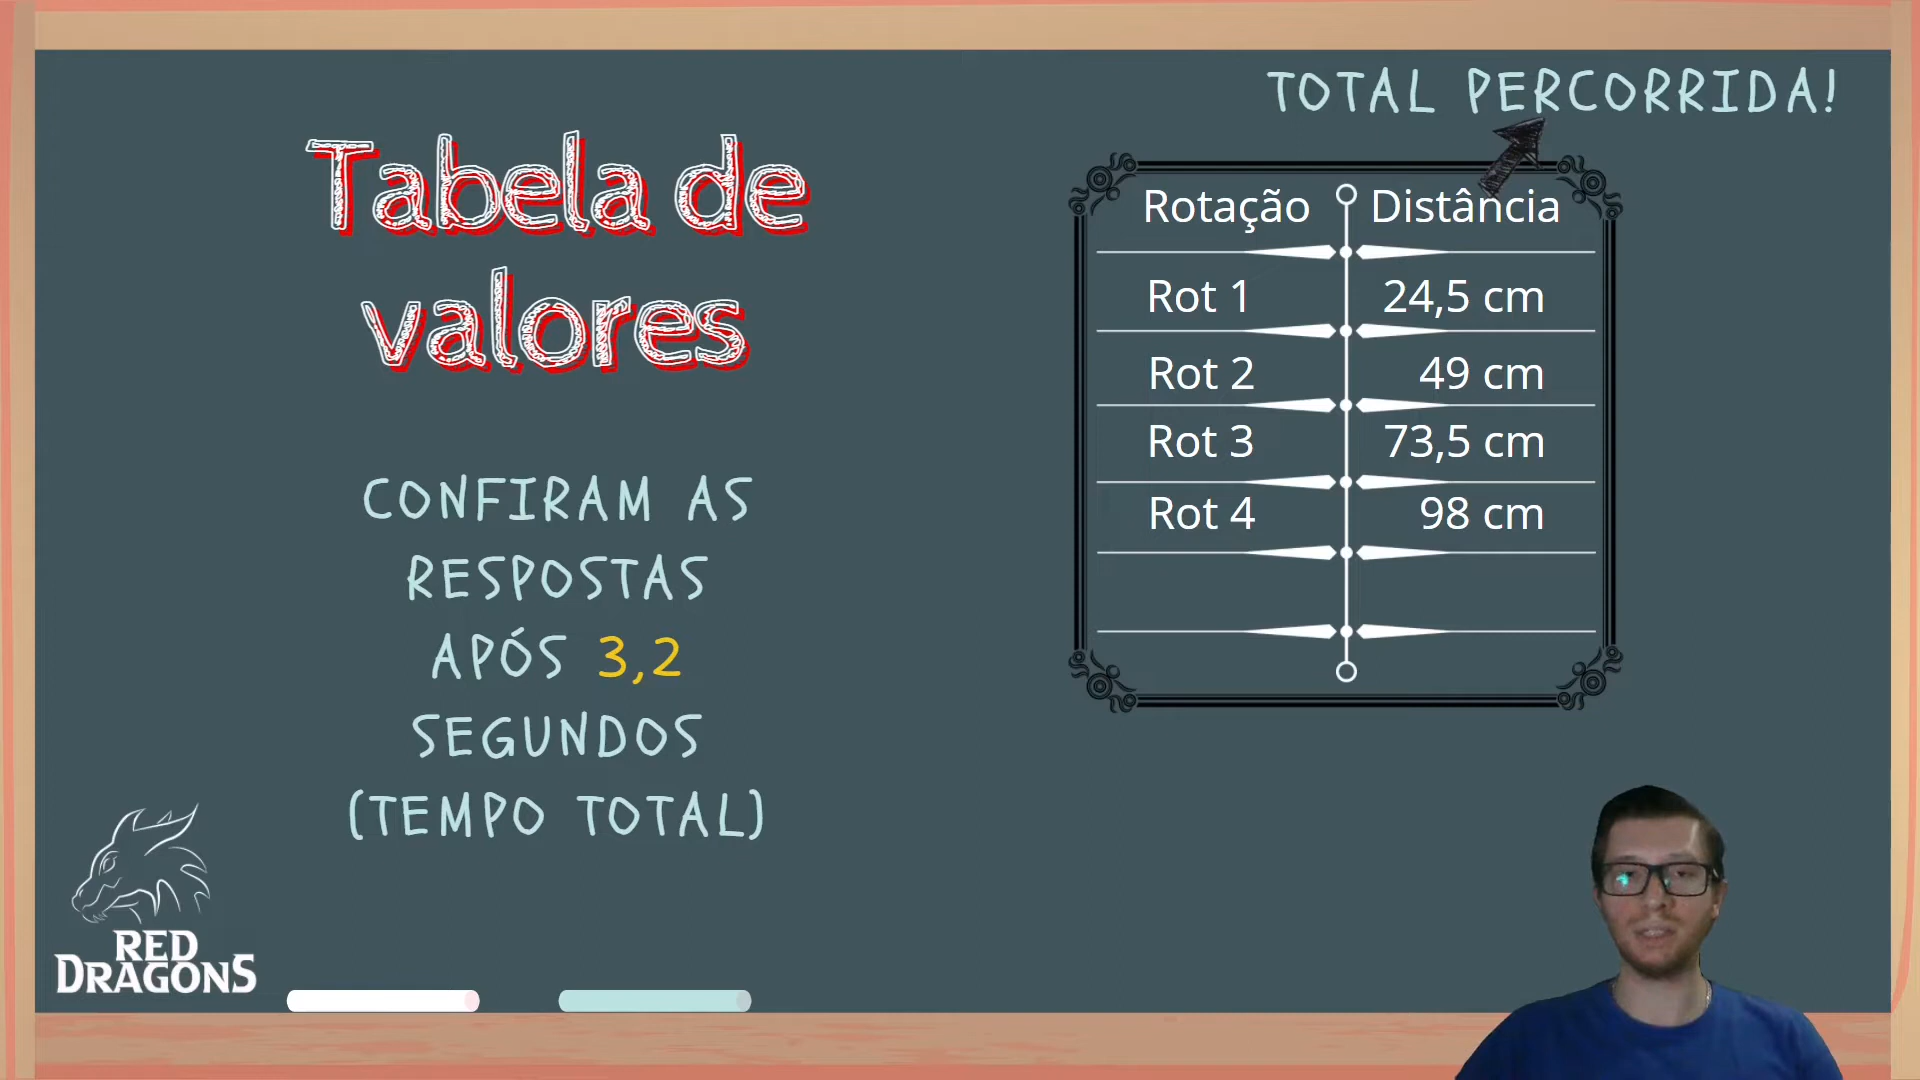 TOTAL PERCORRIDA!
Tabela de
valores
CONFIRAM AS
RESPOSTAS
APÓS 3,2
SEGUNDOS
(TEMPO TOTAL)
Rotação Distância
Rot 1 24,5 cm
Rot 2 49 cm
Rot 3 73,5 cm
Rot 4 98 cm
RED
DRAGONS